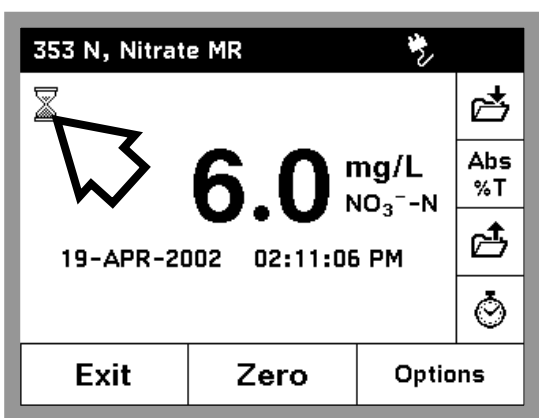 353 N, Nitrate MR
6.0 mg/L
NO₃⁻-N
Abs
%T
19-APR-2002 02:11:06 PM
Exit Zero Options